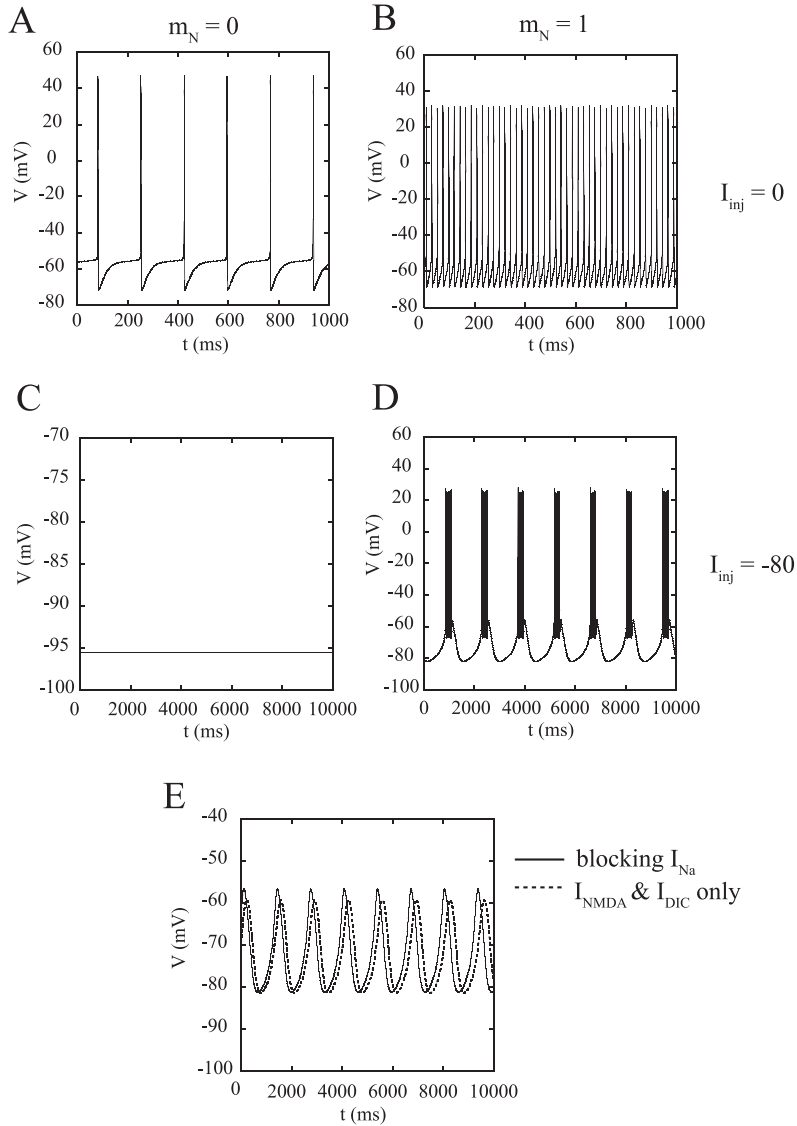 A
m_N = 0
B
m_N = 1
60
40
20
0
-20
-40
-60
-80
V (mV)
0 200 400 600 800 1000
t (ms)
60
40
20
0
-20
-40
-60
-80
V (mV)
0 200 400 600 800 1000
t (ms)
I_inj = 0
C
-70
-75
-80
-85
-90
-95
-100
V (mV)
0 2000 4000 6000 8000 10000
t (ms)
D
60
40
20
0
-20
-40
-60
-80
-100
V (mV)
0 2000 4000 6000 8000 10000
t (ms)
I_inj = -80
E
-40
-50
-60
-70
-80
-90
-100
V (mV)
0 2000 4000 6000 8000 10000
t (ms)
blocking I_Na
I_NMDA & I_DIC only